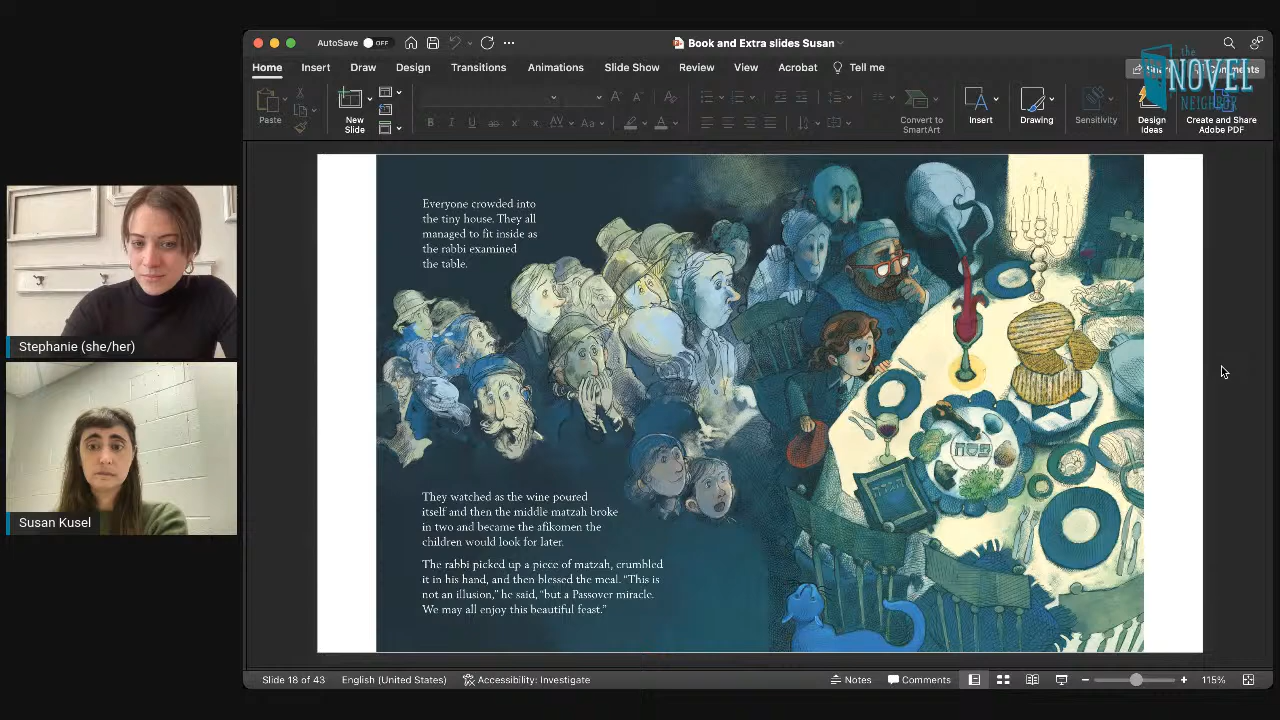 AutoSave
OFF
Book and Extra slides Susan
Home
Insert
Draw
Design
Transitions
Animations
Slide Show
Review
View
Acrobat
Tell me
Share
Comments
the
NOVEL
NEIGHBOR
Paste
New
Slide
Convert to
SmartArt
Insert
Drawing
Sensitivity
Design
Ideas
Create and Share
Adobe PDF
Everyone crowded into
the tiny house. They all
managed to fit inside as
the rabbi examined
the table.
They watched as the wine poured
itself and then the middle matzah broke
in two and became the afikomen the
children would look for later.
The rabbi picked up a piece of matzah, crumbled
it in his hand, and then blessed the meal. “This is
not an illusion,” he said, “but a Passover miracle.
We may all enjoy this beautiful feast.”
פסח
Stephanie (she/her)
Susan Kusel
Slide 18 of 43
English (United States)
Accessibility: Investigate
Notes
Comments
115%